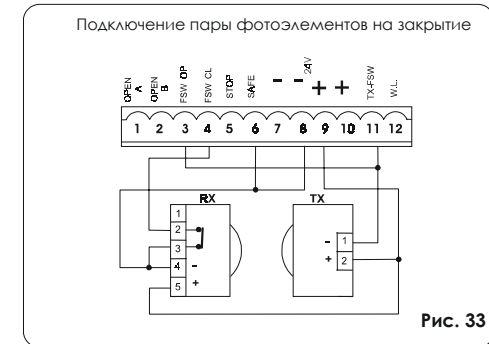 Подключение пары фотоэлементов на закрытие
OPEN A
OPEN B
FSW OP
FSW CL
STOP
SAFE
-
-
24V
+
+
TX-FSW
W.L.
1 2 3 4 5 6 7 8 9 10 11 12
RX
TX
1
2
3
4 -
5 +
- 1
+ 2
Рис. 33